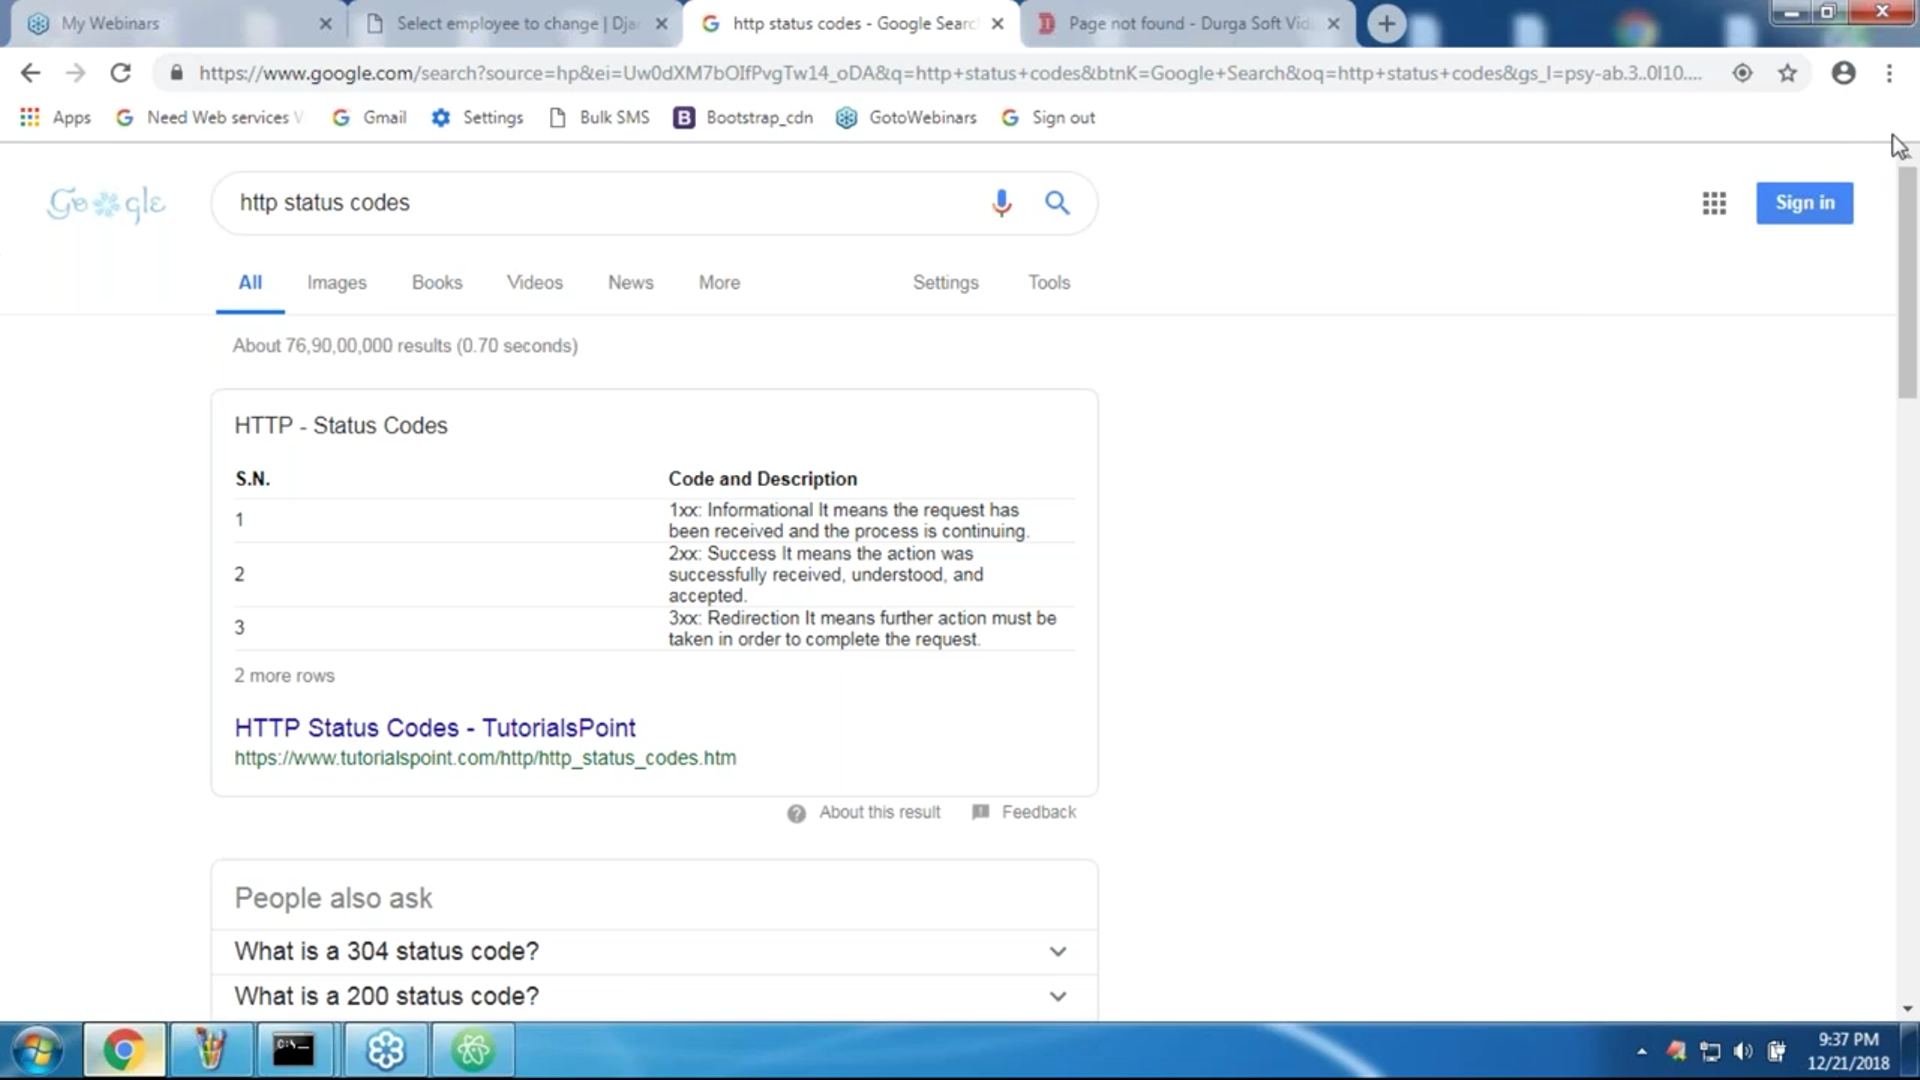 My Webinars
Select employee to change | Djan
http status codes - Google Searc
Page not found - Durga Soft Vid
https://www.google.com/search?source=hp&ei=Uw0dXM7bOIfPvgTw14_oDA&q=http+status+codes&btnK=Google+Search&oq=http+status+codes&gs_l=psy-ab.3..0l10....
Apps
Need Web services
Gmail
Settings
Bulk SMS
Bootstrap_cdn
GotoWebinars
Sign out
Google
http status codes
Sign in
All
Images
Books
Videos
News
More
Settings
Tools
About 76,90,00,000 results (0.70 seconds)
HTTP - Status Codes
S.N.
Code and Description
1
1xx: Informational It means the request has
been received and the process is continuing.
2
2xx: Success It means the action was
successfully received, understood, and
accepted.
3
3xx: Redirection It means further action must be
taken in order to complete the request.
2 more rows
HTTP Status Codes - TutorialsPoint
https://www.tutorialspoint.com/http/http_status_codes.htm
About this result
Feedback
People also ask
What is a 304 status code?
What is a 200 status code?
C:\
9:37 PM
12/21/2018